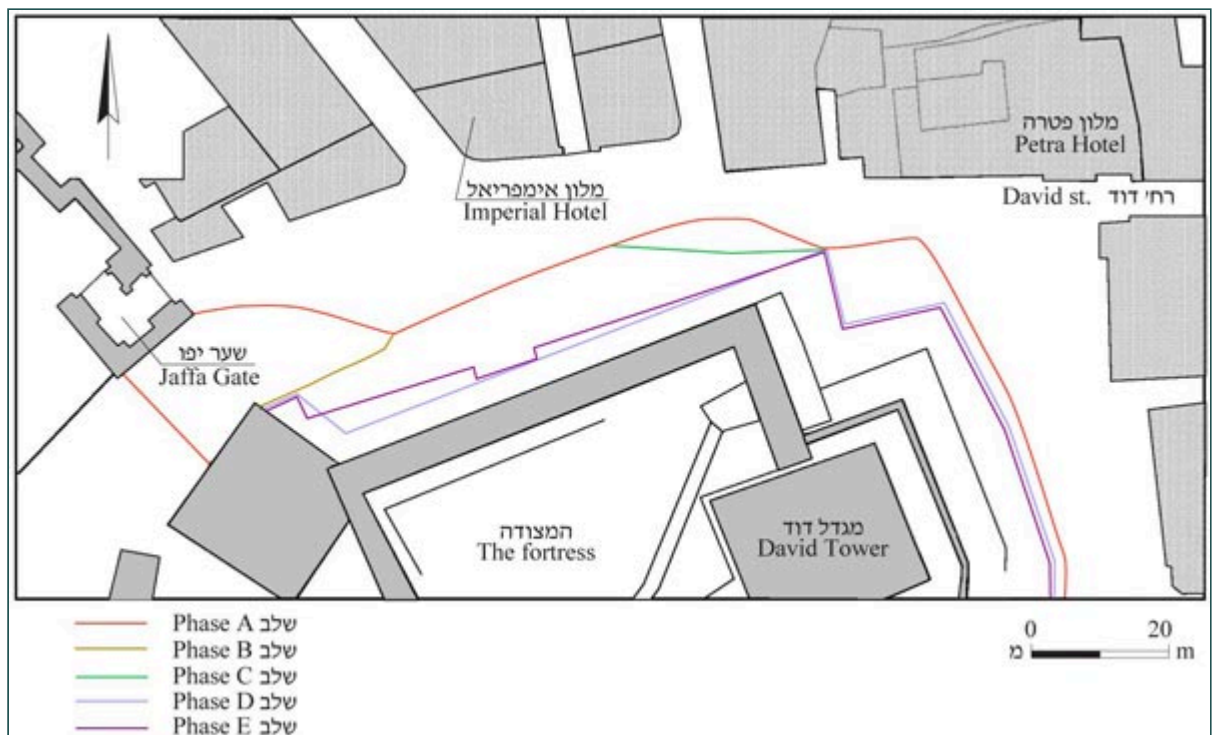 מלון פטרה
Petra Hotel
מלון אימפריאל
Imperial Hotel
David st. רח' דוד
שער יפו
Jaffa Gate
המצודה
The fortress
מגדל דוד
David Tower
Phase A שלב
Phase B שלב
Phase C שלב
Phase D שלב
Phase E שלב
0 20
מ m